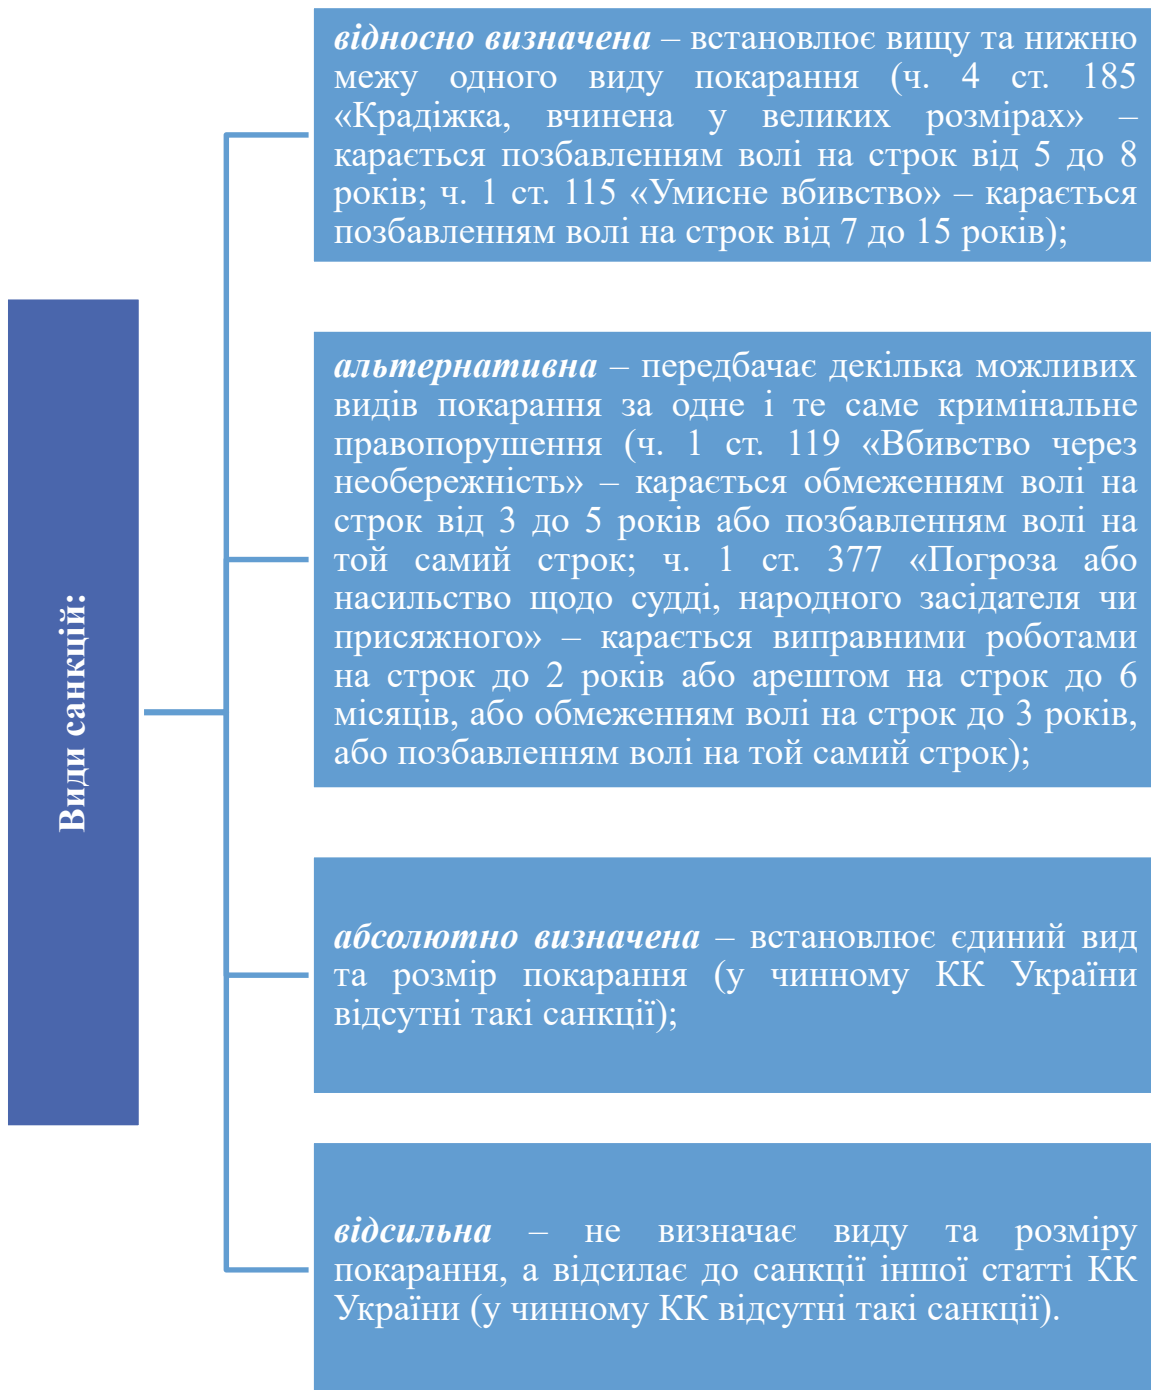 Види санкцій:
відносно визначена – встановлює вищу та нижню
межу одного виду покарання (ч. 4 ст. 185
«Крадіжка, вчинена у великих розмірах» –
карається позбавленням волі на строк від 5 до 8
років; ч. 1 ст. 115 «Умисне вбивство» – карається
позбавленням волі на строк від 7 до 15 років);
альтернативна – передбачає декілька можливих
видів покарання за одне і те саме кримінальне
правопорушення (ч. 1 ст. 119 «Вбивство через
необережність» – карається обмеженням волі на
строк від 3 до 5 років або позбавленням волі на
той самий строк; ч. 1 ст. 377 «Погроза або
насильство щодо судді, народного засідателя чи
присяжного» – карається виправними роботами
на строк до 2 років або арештом на строк до 6
місяців, або обмеженням волі на строк до 3 років,
або позбавленням волі на той самий строк);
абсолютно визначена – встановлює єдиний вид
та розмір покарання (у чинному КК України
відсутні такі санкції);
відсильна – не визначає виду та розміру
покарання, а відсилає до санкції іншої статті КК
України (у чинному КК відсутні такі санкції).